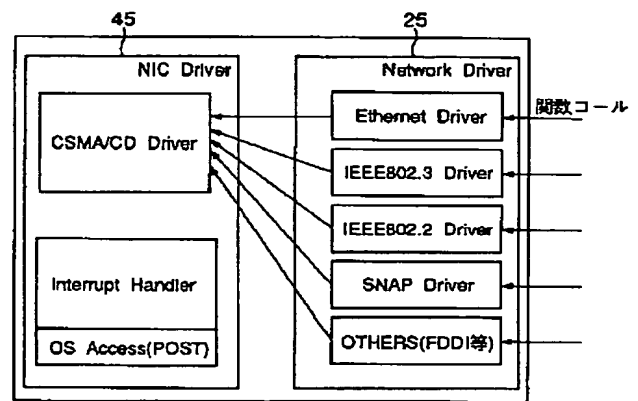 45
25
NIC Driver
Network Driver
CSMA/CD Driver
Ethernet Driver
関数コール
IEEE802.3 Driver
IEEE802.2 Driver
SNAP Driver
OTHERS(FDDI等)
Interrupt Handler
OS Access(POST)